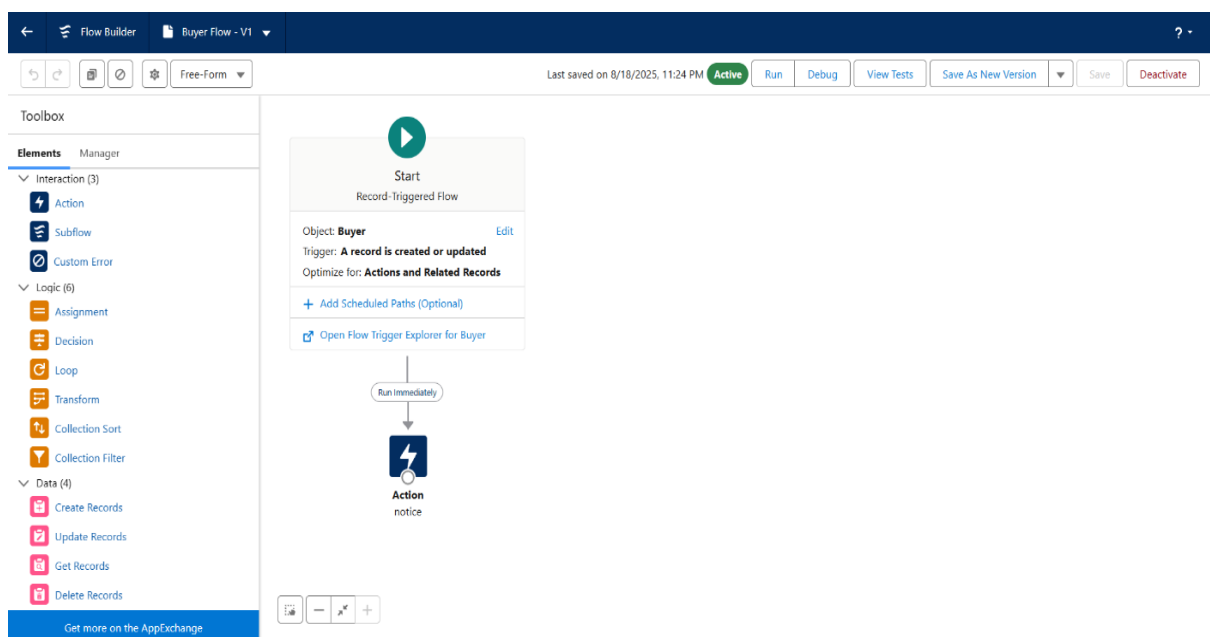 Flow Builder Buyer Flow - V1 ?
Free-Form Last saved on 8/18/2025, 11:24 PM Active Run Debug View Tests Save As New Version Save Deactivate
Toolbox
Elements Manager
Interaction (3)
Action
Subflow
Custom Error
Logic (6)
Assignment
Decision
Loop
Transform
Collection Sort
Collection Filter
Data (4)
Create Records
Update Records
Get Records
Delete Records
Get more on the AppExchange
Start
Record-Triggered Flow
Object: Buyer Edit
Trigger: A record is created or updated
Optimize for: Actions and Related Records
+ Add Scheduled Paths (Optional)
Open Flow Trigger Explorer for Buyer
Run Immediately
Action
notice